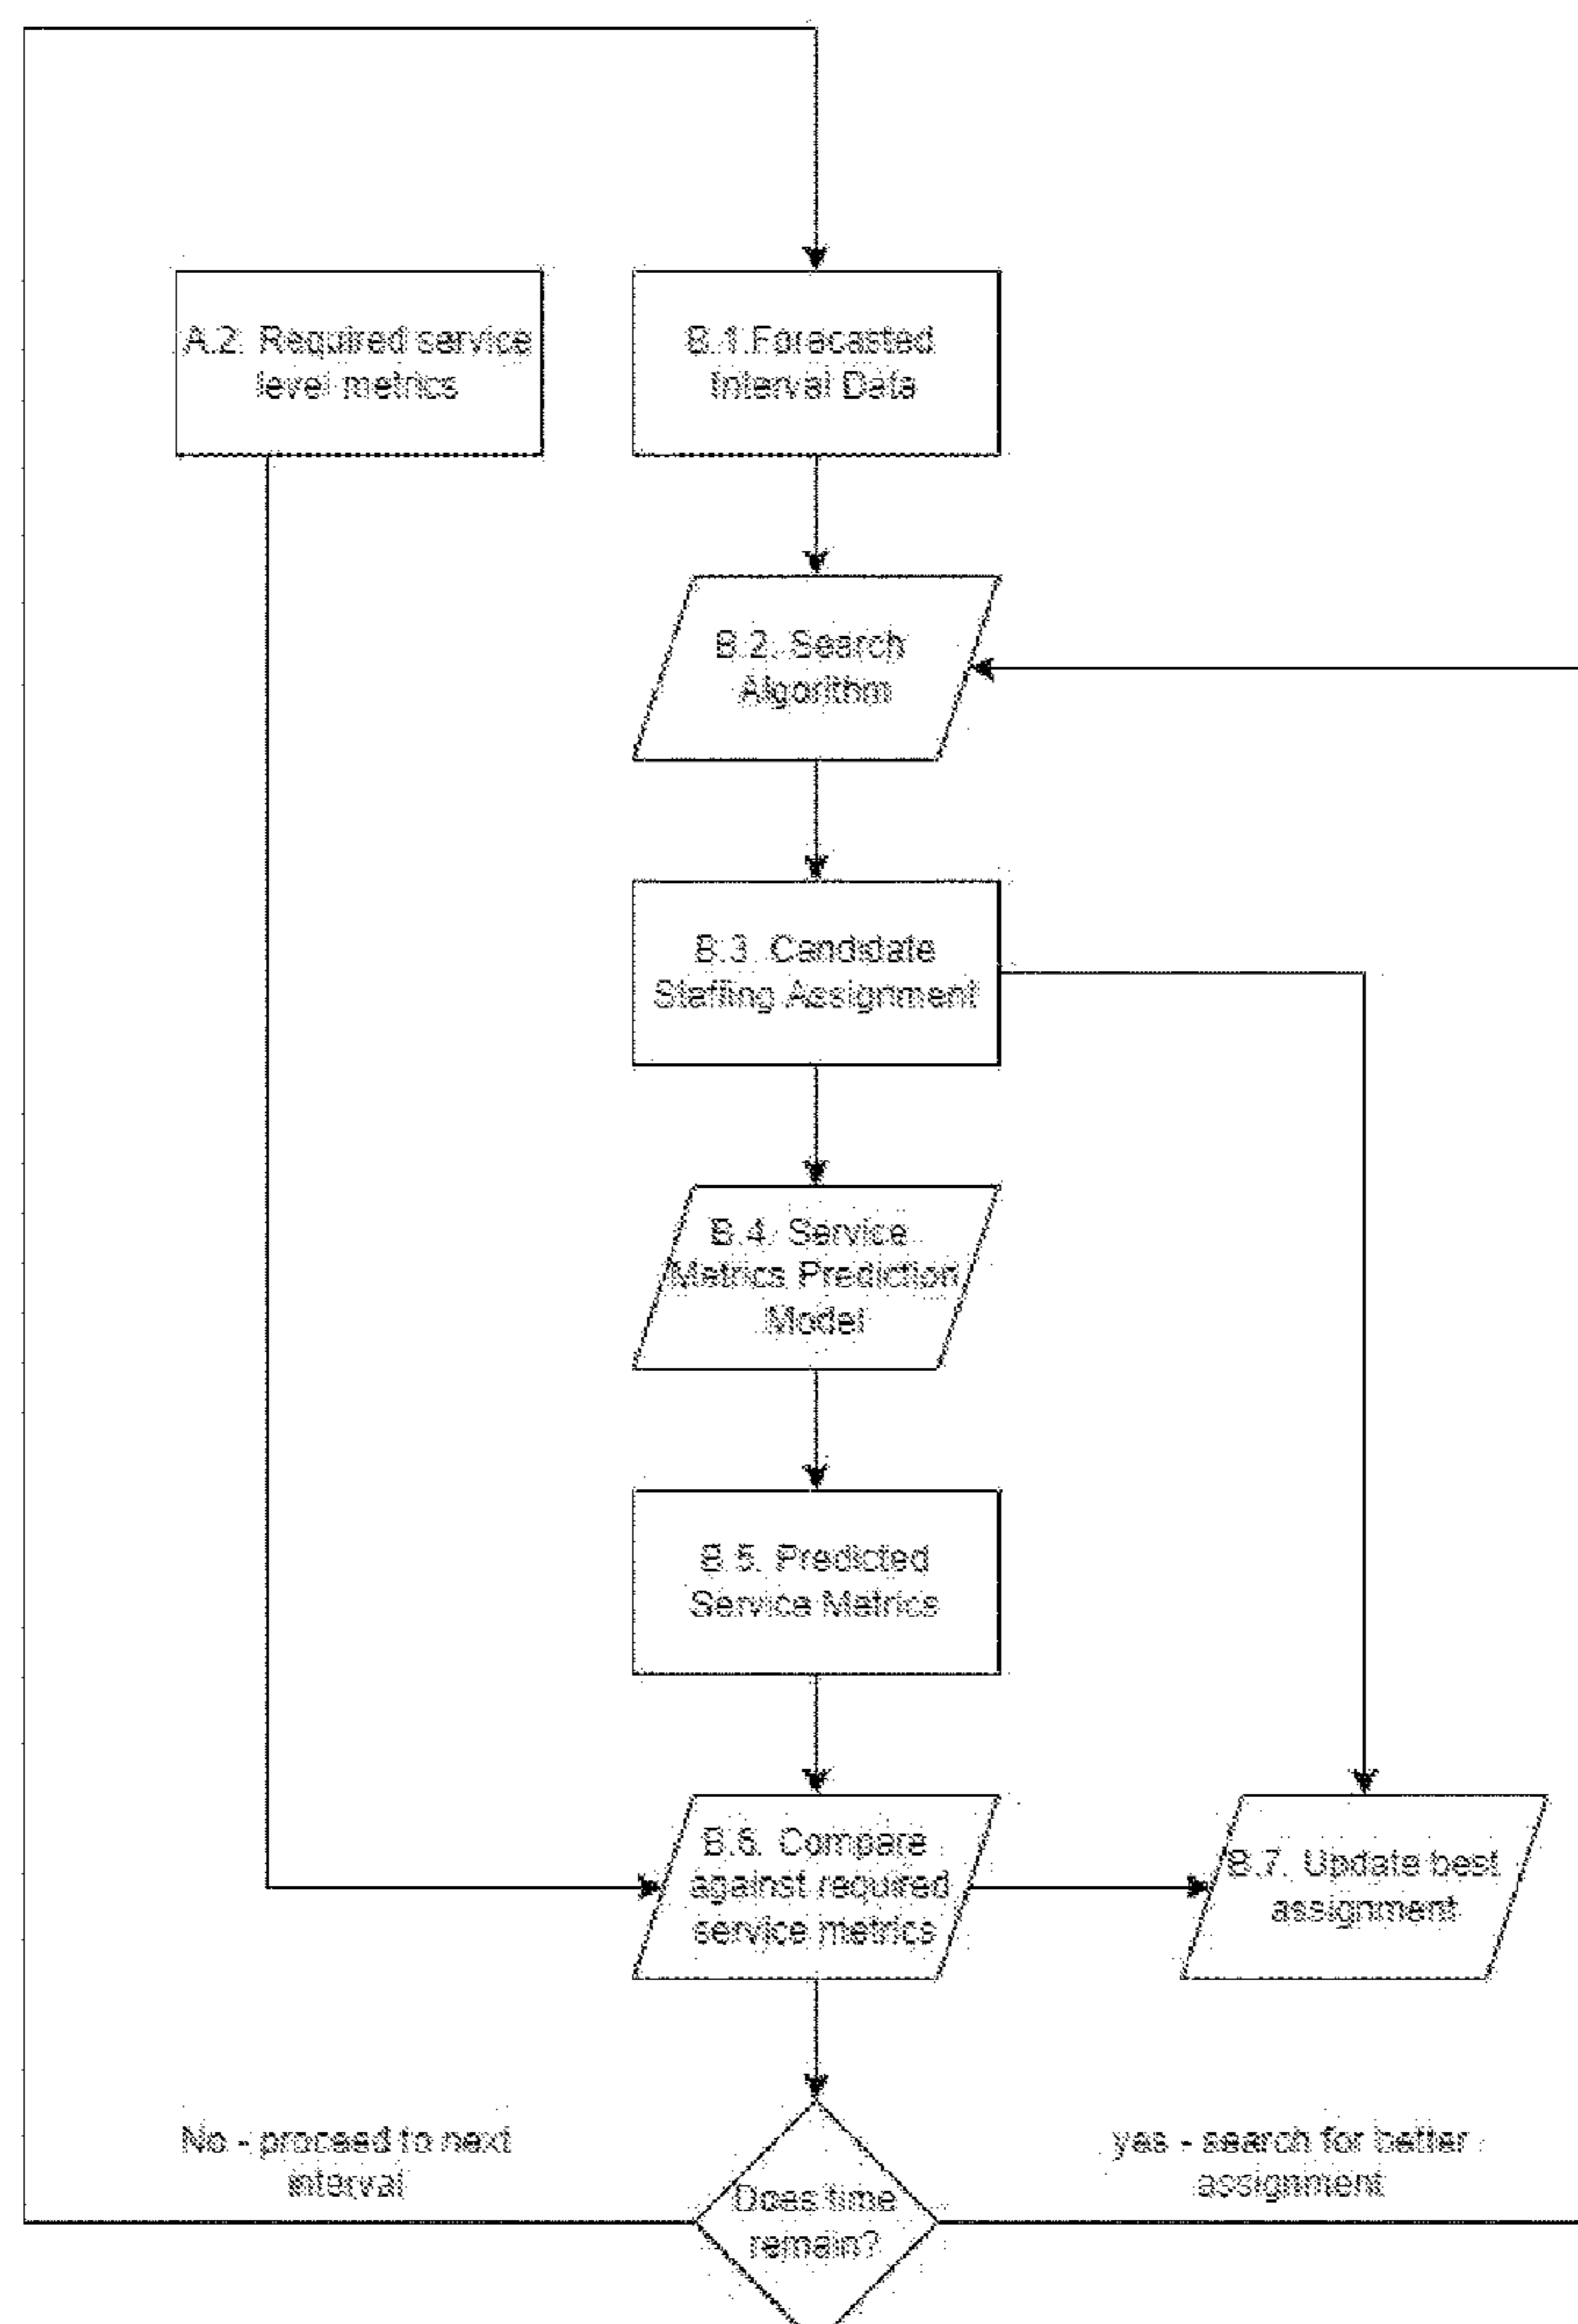 A.2. Required service
level metrics
B.1.Forecasted
Interval Data
B.2. Search
Algorithm
B.3. Candidate
Staffing Assignment
B.4. Service
Metrics Prediction
Model
B.5. Predicted
Service Metrics
B.6. Compare
against required
service metrics
B.7. Update best
assignment
No - proceed to next
interval
yes - search for better
assignment
Does time
remain?